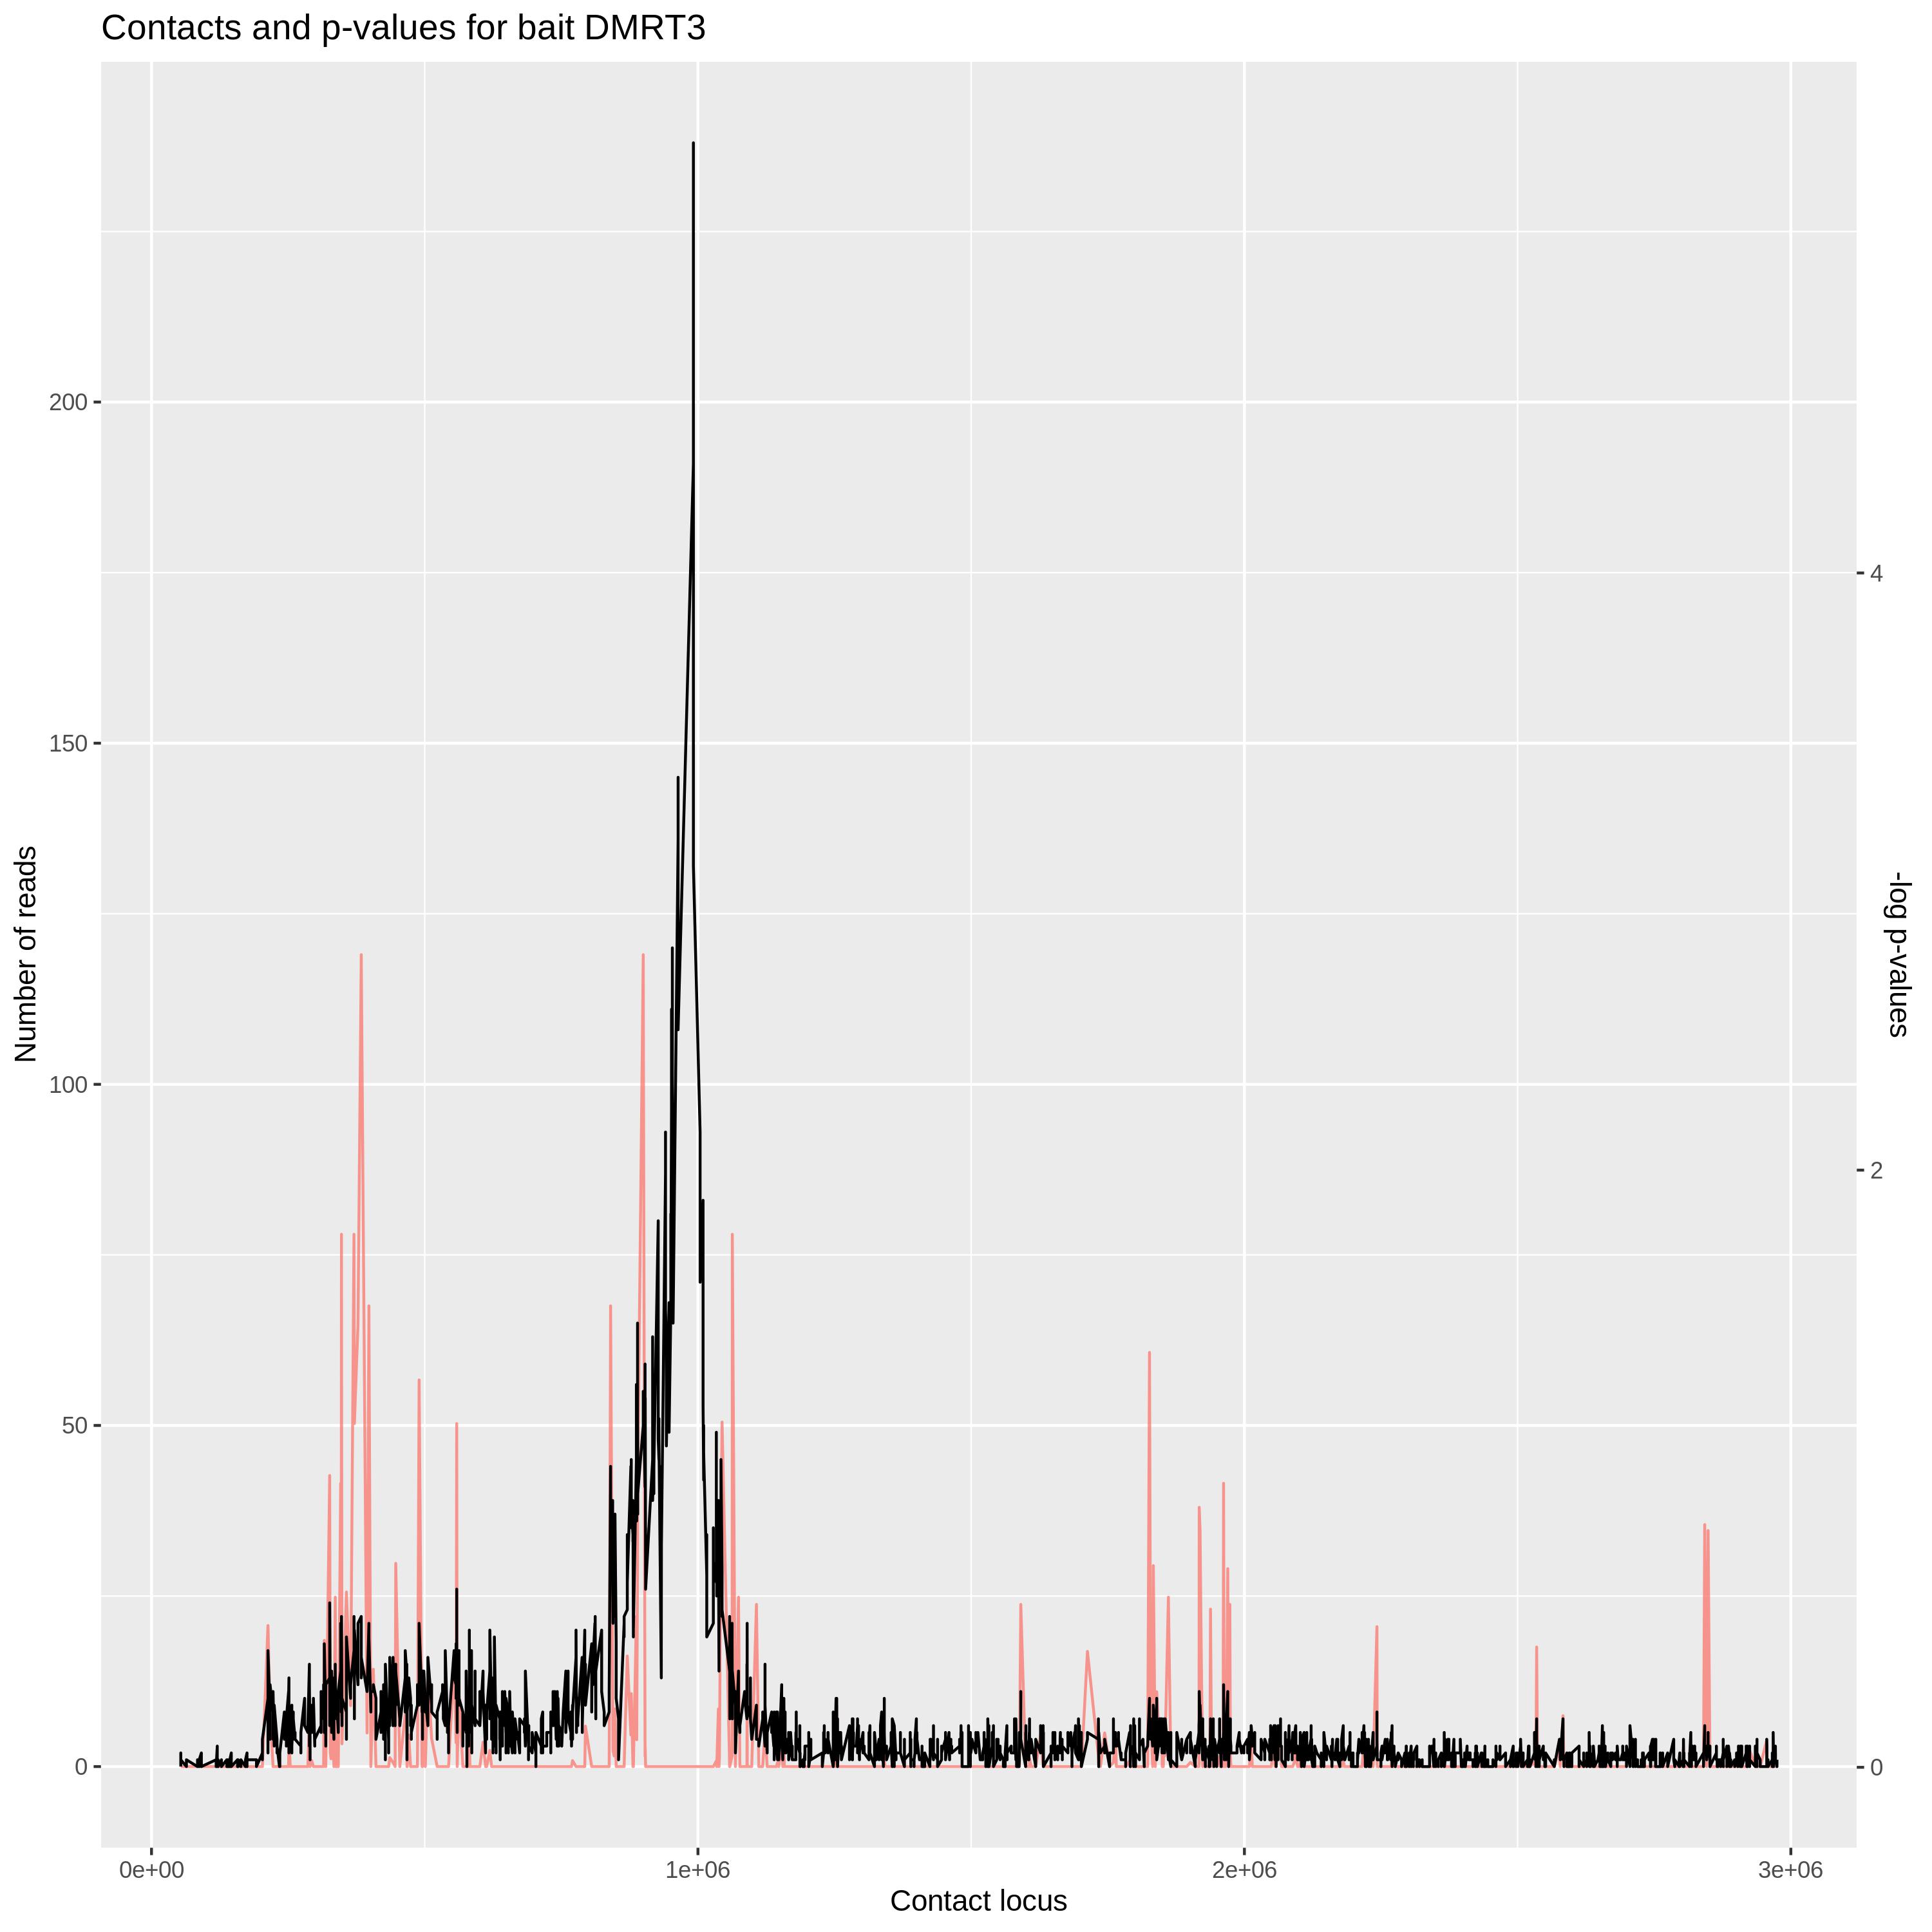 Contacts and p-values for bait DMRT3
200
150
100
50
0
Number of reads
4
2
0
-log p-values
0e+00
1e+06
2e+06
3e+06
Contact locus